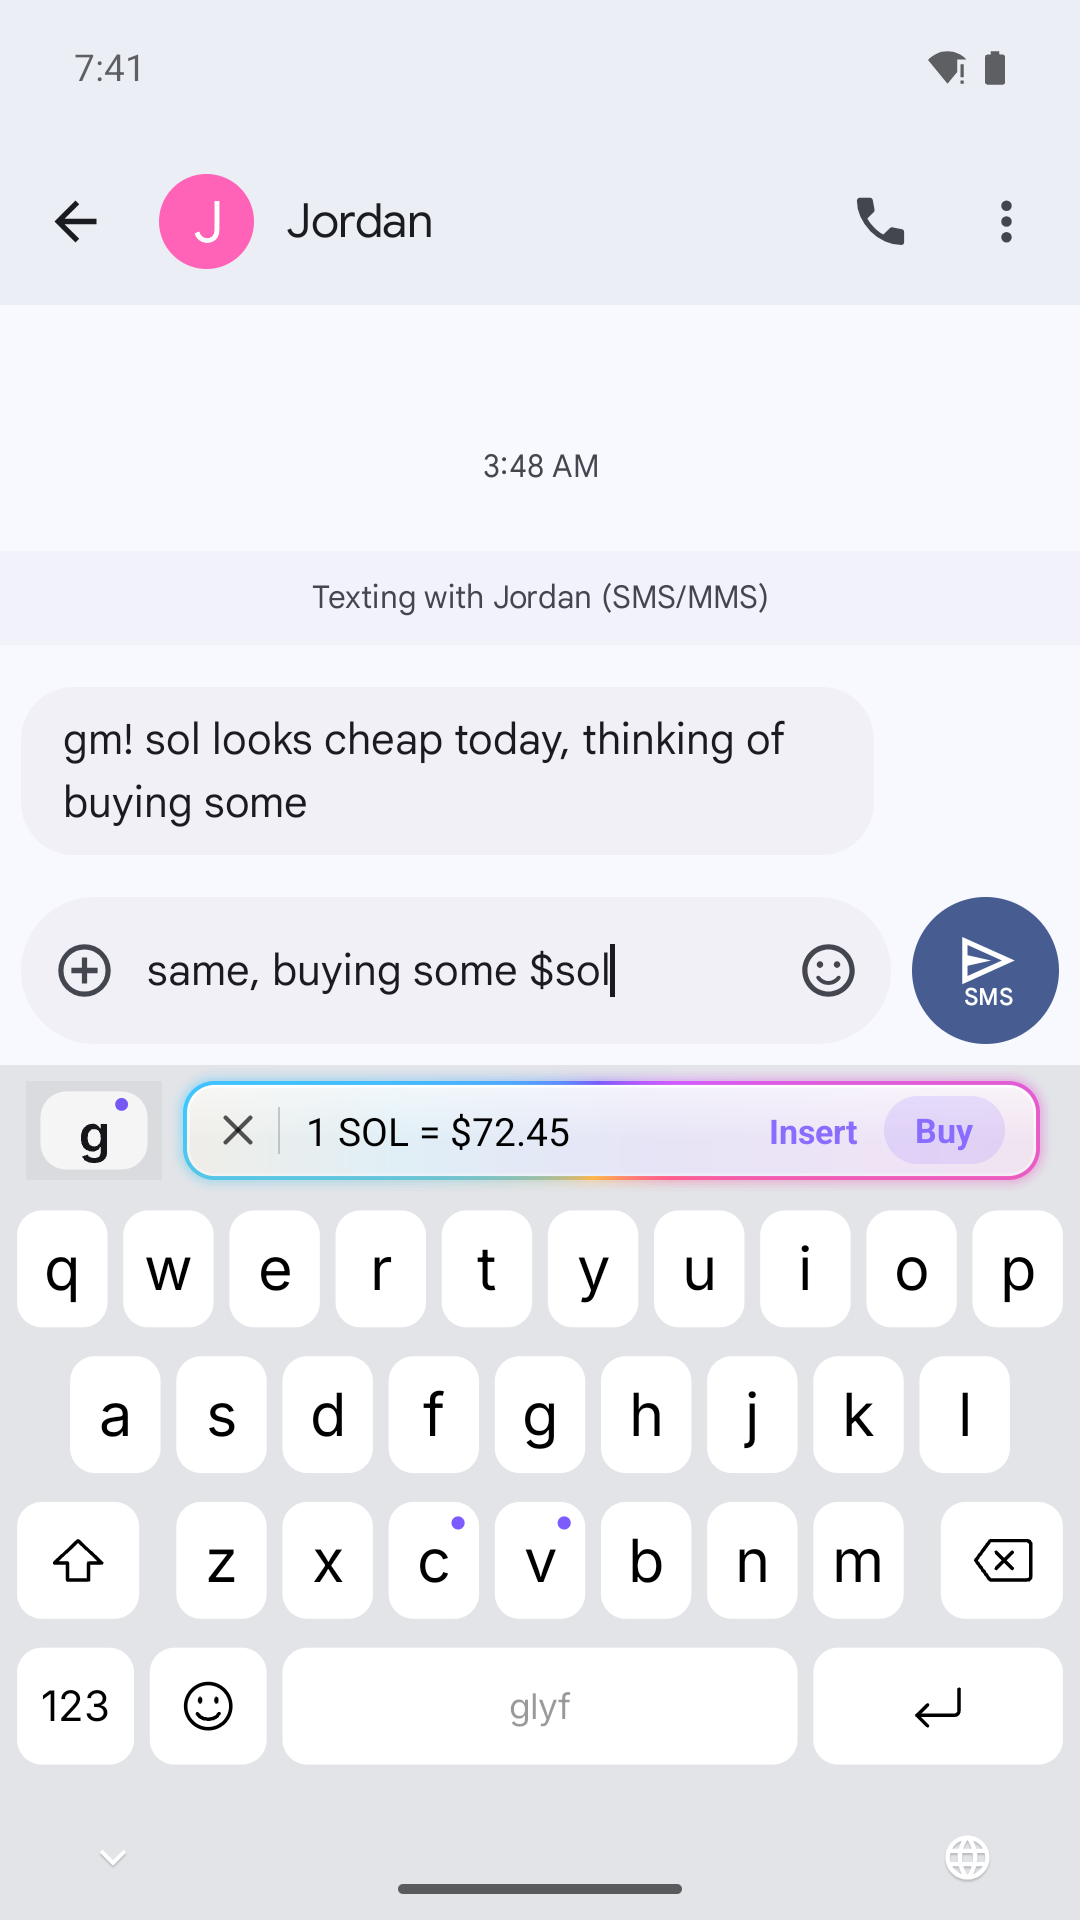 7:41
J
Jordan
3:48 AM
Texting with Jordan (SMS/MMS)
gm! sol looks cheap today, thinking of
buying some
same, buying some $sol
SMS
g
1 SOL = $72.45
Insert
Buy
q w e r t y u i o p
a s d f g h j k l
z x c v b n m
123
glyf